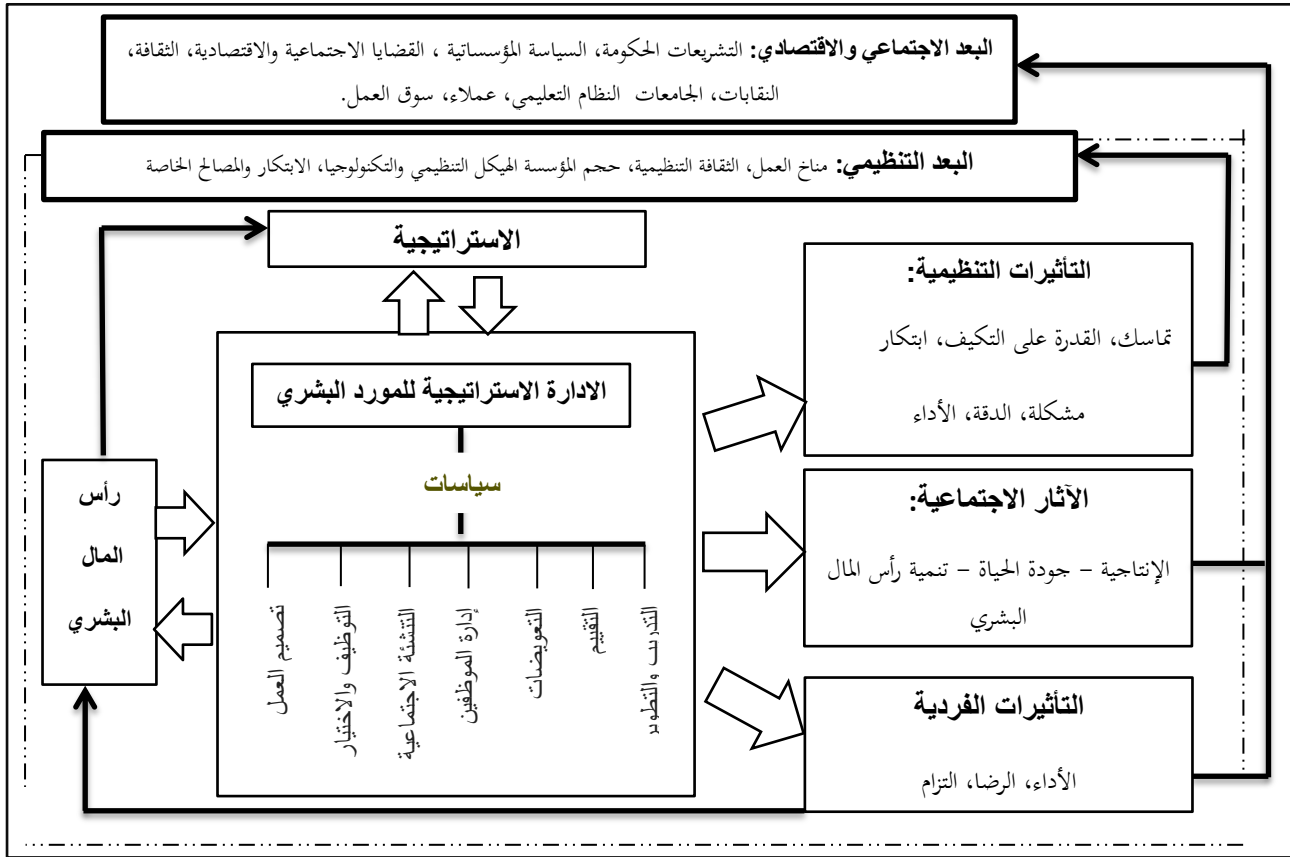 البعد الاجتماعي والاقتصادي: التشريعات الحكومة، السياسة المؤسساتية ، القضايا الاجتماعية والاقتصادية، الثقافة،
النقابات، الجامعات النظام التعليمي، عملاء، سوق العمل.
البعد التنظيمي: مناخ العمل، الثقافة التنظيمية، حجم المؤسسة الهيكل التنظيمي والتكنولوجيا، الابتكار والمصالح الخاصة
الاستراتيجية
التأثيرات التنظيمية:
تماسك، القدرة على التكيف، ابتكار
مشكلة، الدقة، الأداء
الادارة الاستراتيجية للمورد البشري
سياسات
رأس
المال
البشري
الآثار الاجتماعية:
الإنتاجية – جودة الحياة – تنمية رأس المال
البشري
التدريب والتطوير
التقييم
التعويضات
إدارة الموظفين
التنشئة الاجتماعية
التوظيف والاختيار
تصميم العمل
التأثيرات الفردية
الأداء، الرضا، التزام